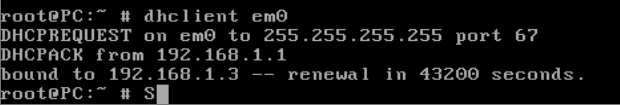 root@PC:~ # dhclient em0
DHCPREQUEST on em0 to 255.255.255.255 port 67
DHCPACK from 192.168.1.1
bound to 192.168.1.3 -- renewal in 43200 seconds.
root@PC:~ # S